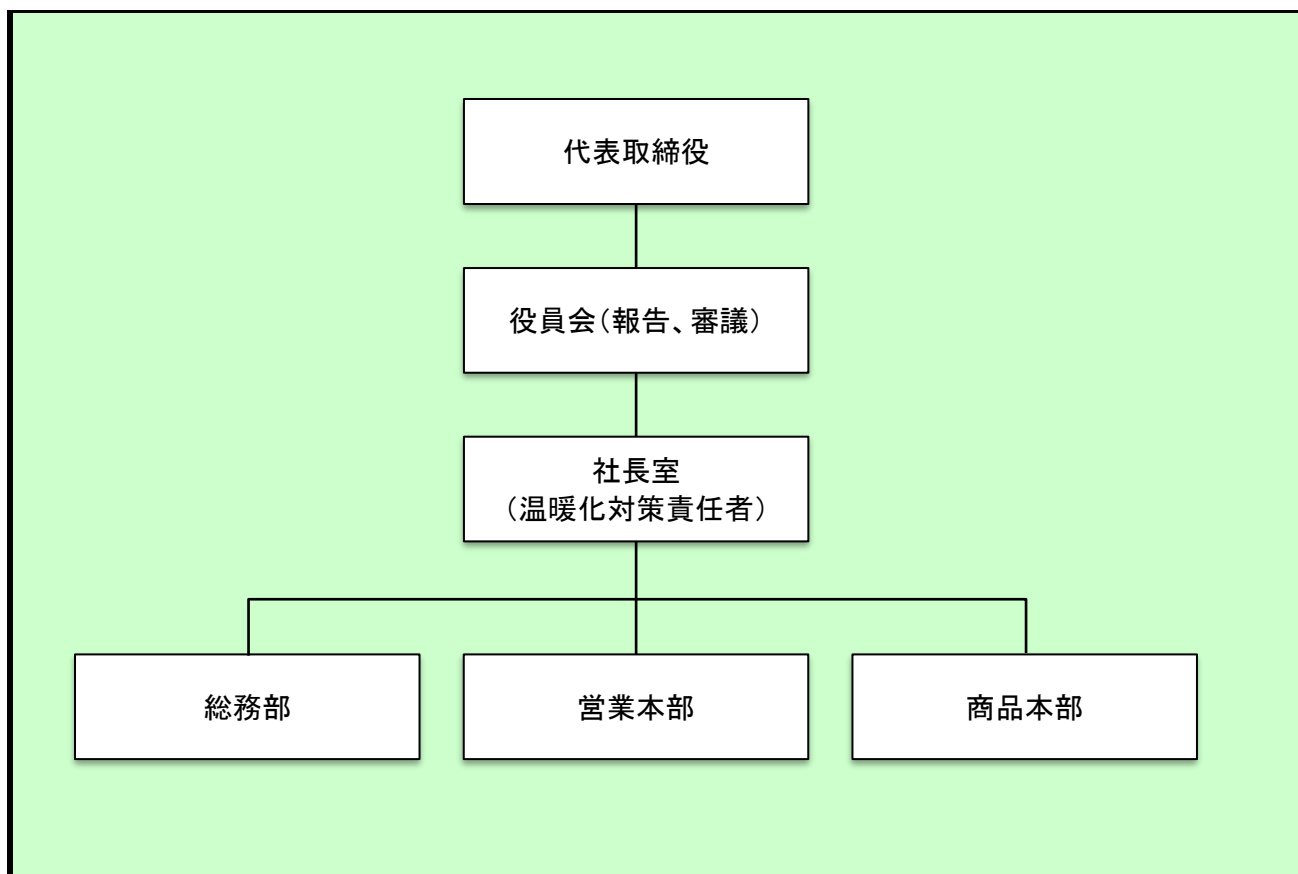 代表取締役
役員会（報告、審議）
社長室
（温暖化対策責任者）
総務部
営業本部
商品本部